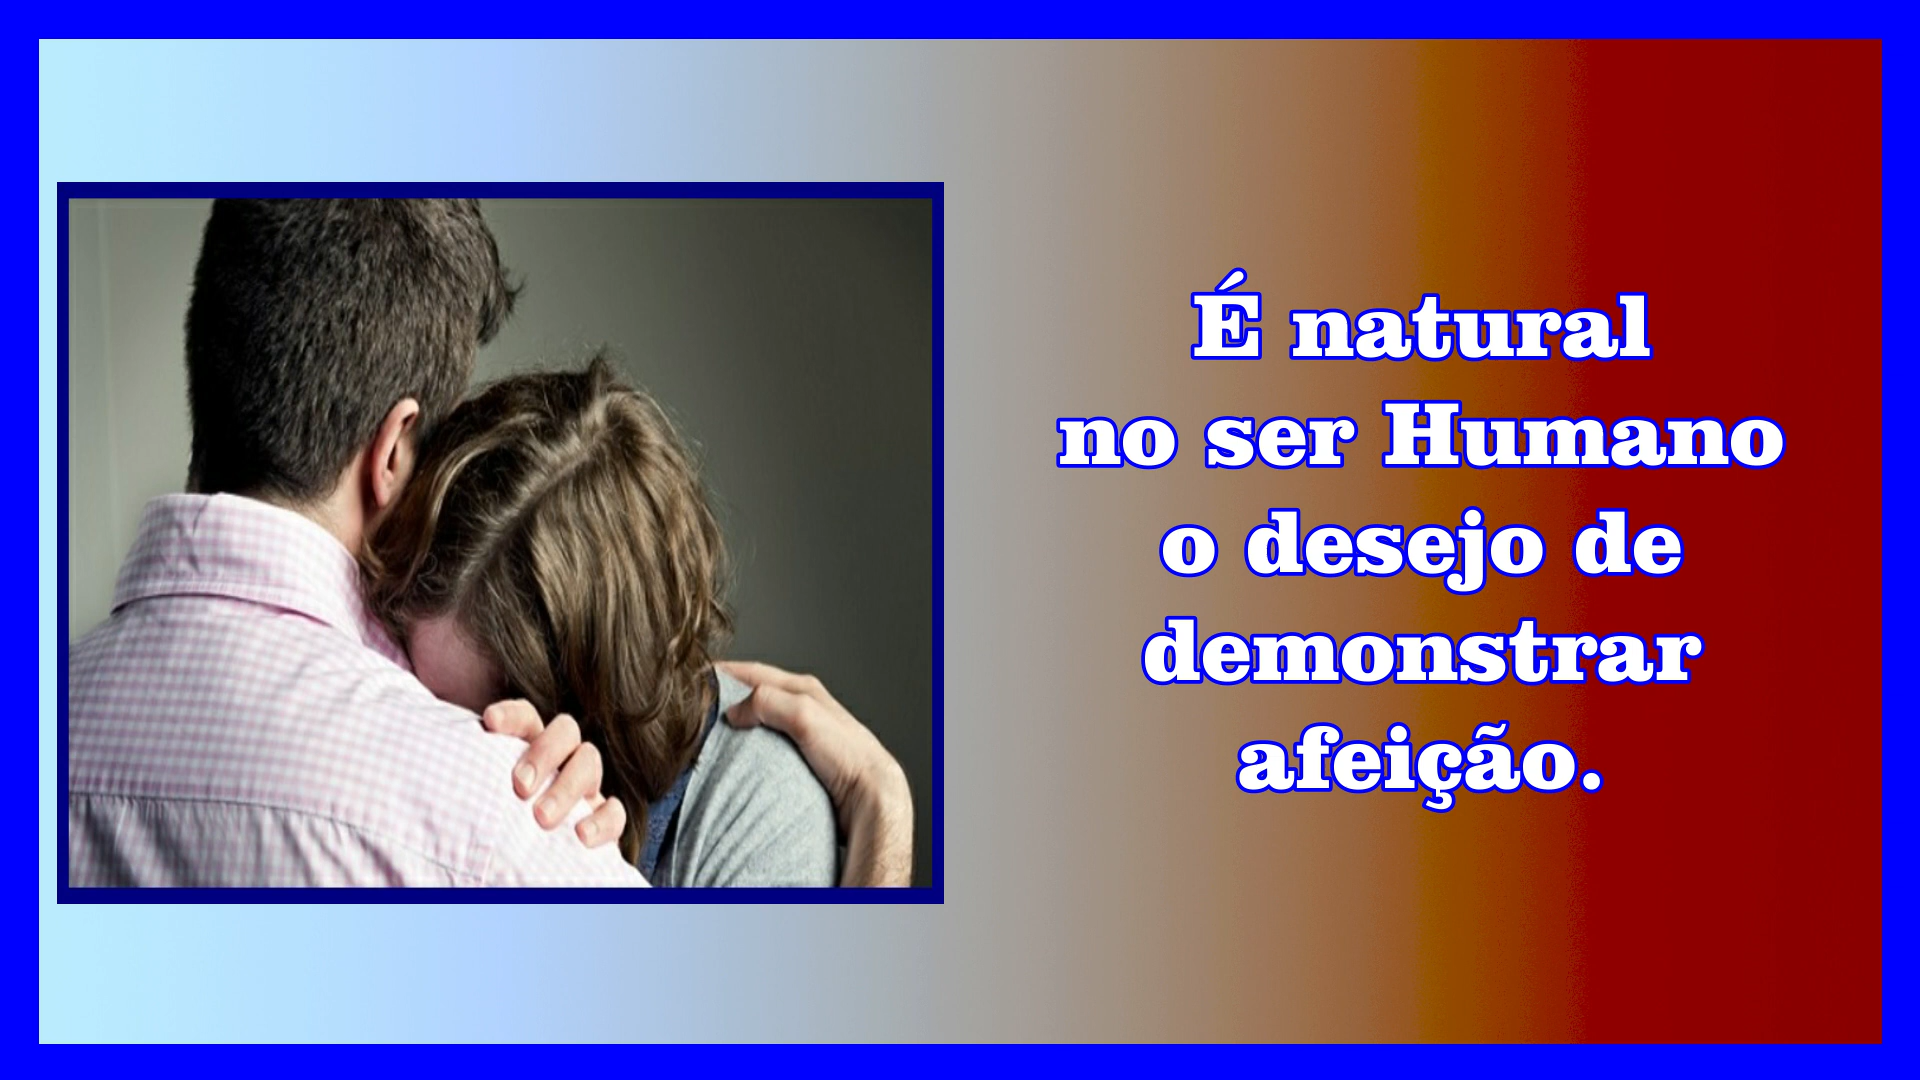 É natural
no ser Humano
o desejo de
demonstrar
afeição.